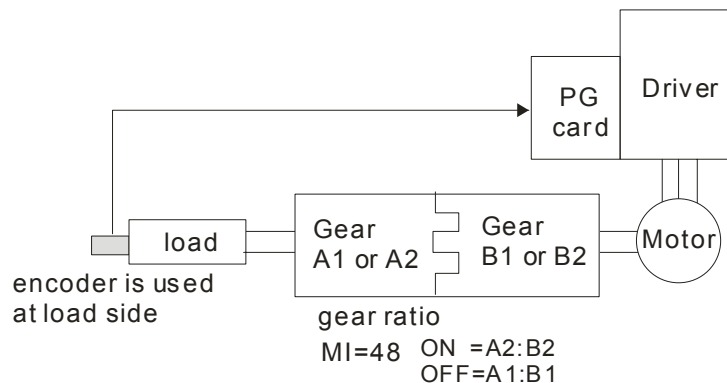 Driver
PG
card
Gear
A1 or A2
Gear
B1 or B2
Motor
load
encoder is used
at load side
gear ratio
MI=48 ON =A2:B2
OFF=A1:B1